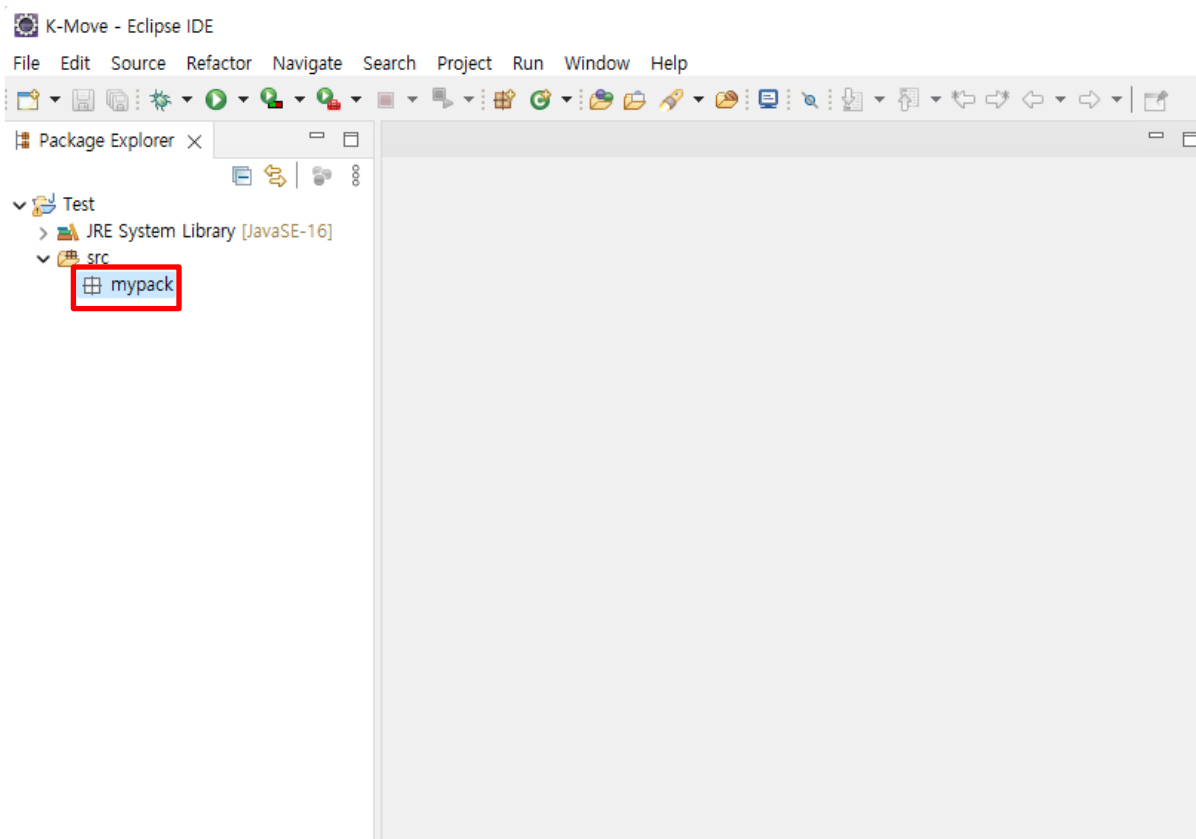 K-Move - Eclipse IDE
File Edit Source Refactor Navigate Search Project Run Window Help
Package Explorer
Test
JRE System Library [JavaSE-16]
src
mypack